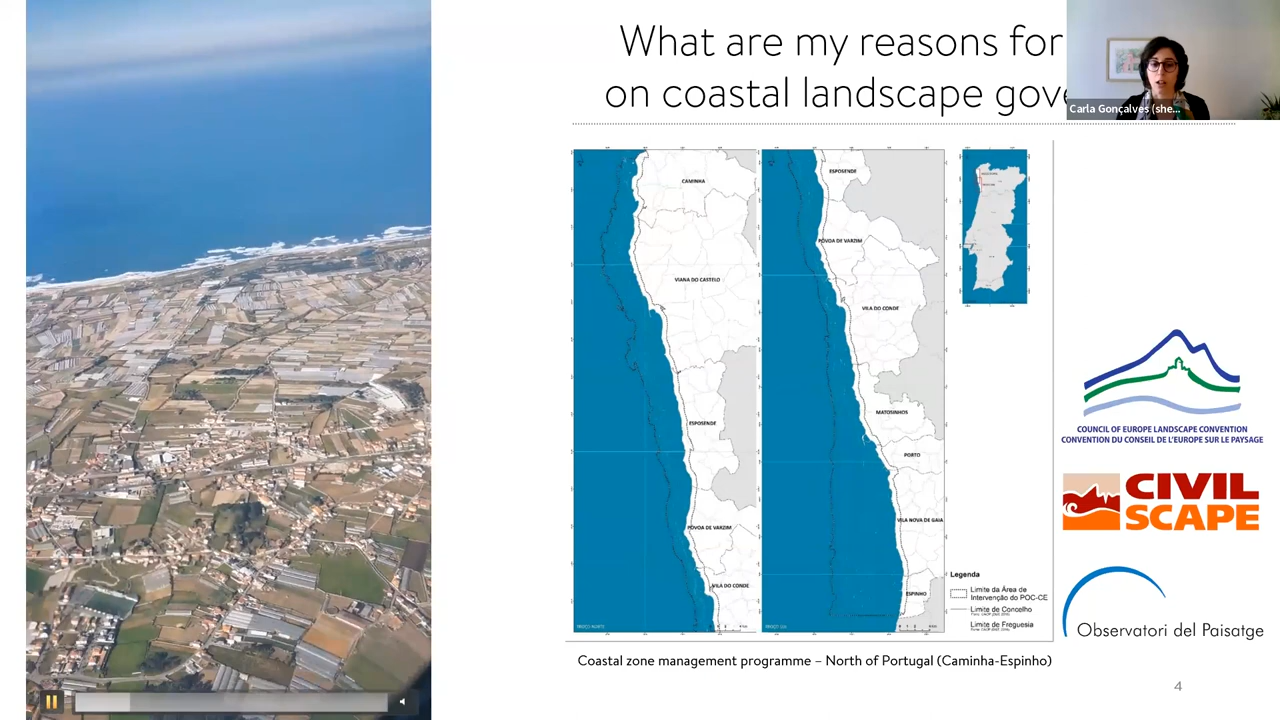 What are my reasons for
on coastal landscape gove
Carla Gonçalves (she...
CAMINHA
VIANA DO CASTELO
ESPOSENDE
PÓVOA DE VARZIM
VILA DO CONDE
ESPOSENDE
PÓVOA DE VARZIM
VILA DO CONDE
MATOSINHOS
PORTO
VILA NOVA DE GAIA
ESPINHO
Legenda
Limite da Área de
Intervenção do POC-CE
Limite de Concelho
Limite de Freguesia
COUNCIL OF EUROPE LANDSCAPE CONVENTION
CONVENTION DU CONSEIL DE L'EUROPE SUR LE PAYSAGE
CIVIL
SCAPE
Observatori del Paisatge
Coastal zone management programme – North of Portugal (Caminha-Espinho)
4